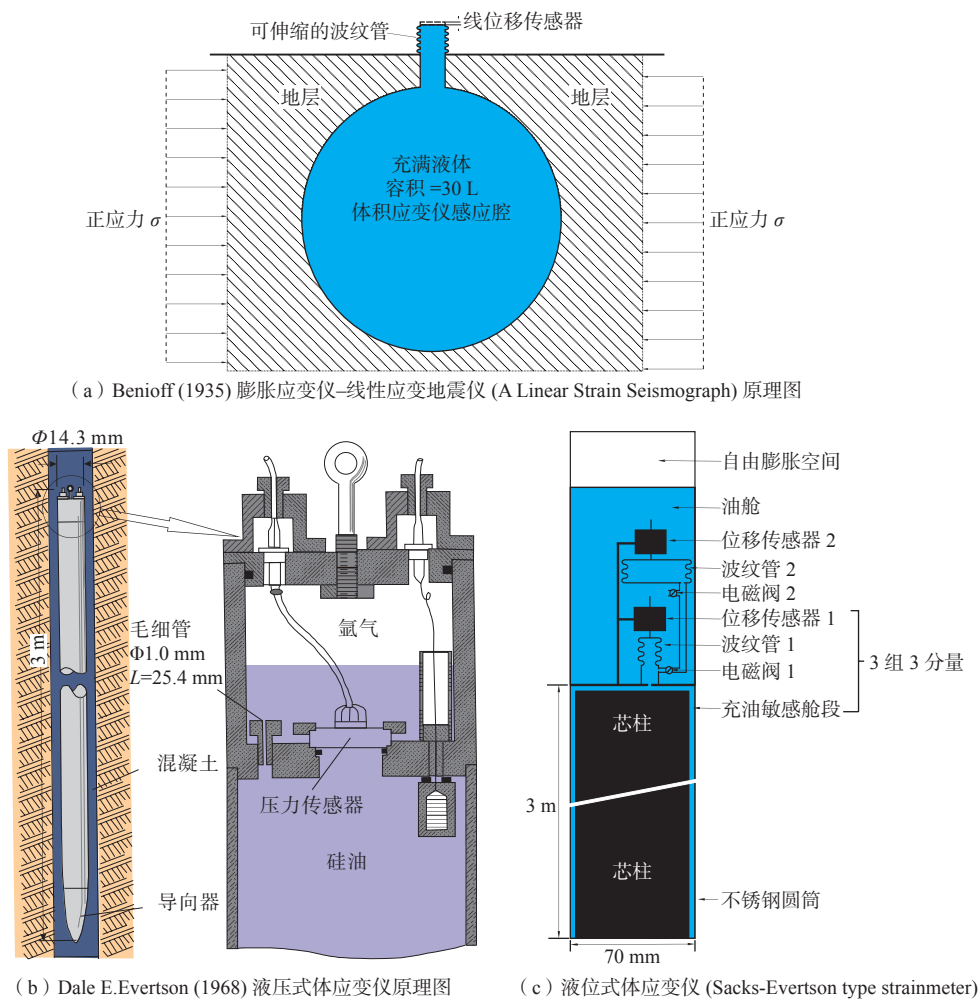 可伸缩的波纹管
线位移传感器
地层
地层
充满液体
容积 =30 L
体积应变仪感应腔
正应力 σ
正应力 σ
（a）Benioff (1935) 膨胀应变仪–线性应变地震仪 (A Linear Strain Seismograph) 原理图
Φ14.3 mm
3 m
毛细管
Φ1.0 mm
L=25.4 mm
混凝土
导向器
氩气
压力传感器
硅油
（b）Dale E.Evertson (1968) 液压式体应变仪原理图
自由膨胀空间
油舱
位移传感器 2
波纹管 2
电磁阀 2
位移传感器 1
波纹管 1
电磁阀 1
3 组 3 分量
充油敏感舱段
芯柱
3 m
芯柱
不锈钢圆筒
70 mm
（c）液位式体应变仪 (Sacks-Evertson type strainmeter)